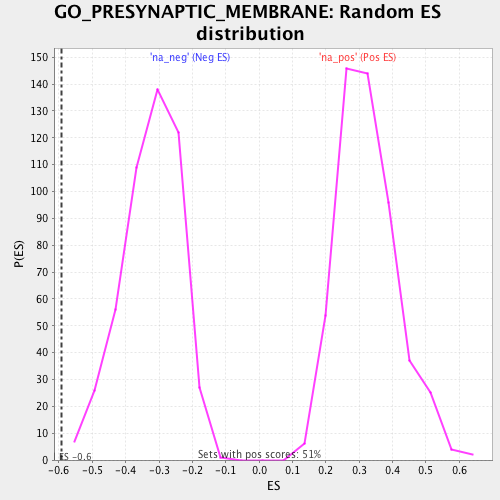 GO_PRESYNAPTIC_MEMBRANE: Random ES
distribution
'na_neg' (Neg ES) 'na_pos' (Pos ES)
150
140
130
120
110
100
90
80
70
60
50
40
30
20
10
0
P(ES)
ES -0.6
Sets with pos scores: 51%
-0.6 -0.5 -0.4 -0.3 -0.2 -0.1 0.0 0.1 0.2 0.3 0.4 0.5 0.6
ES